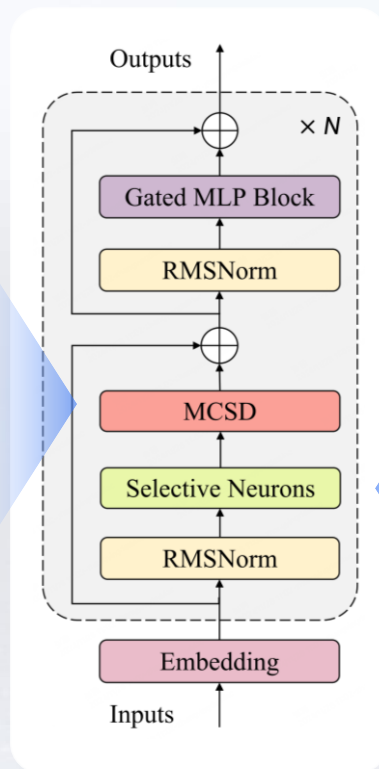 Outputs
× N
Gated MLP Block
RMSNorm
MCSD
Selective Neurons
RMSNorm
Embedding
Inputs